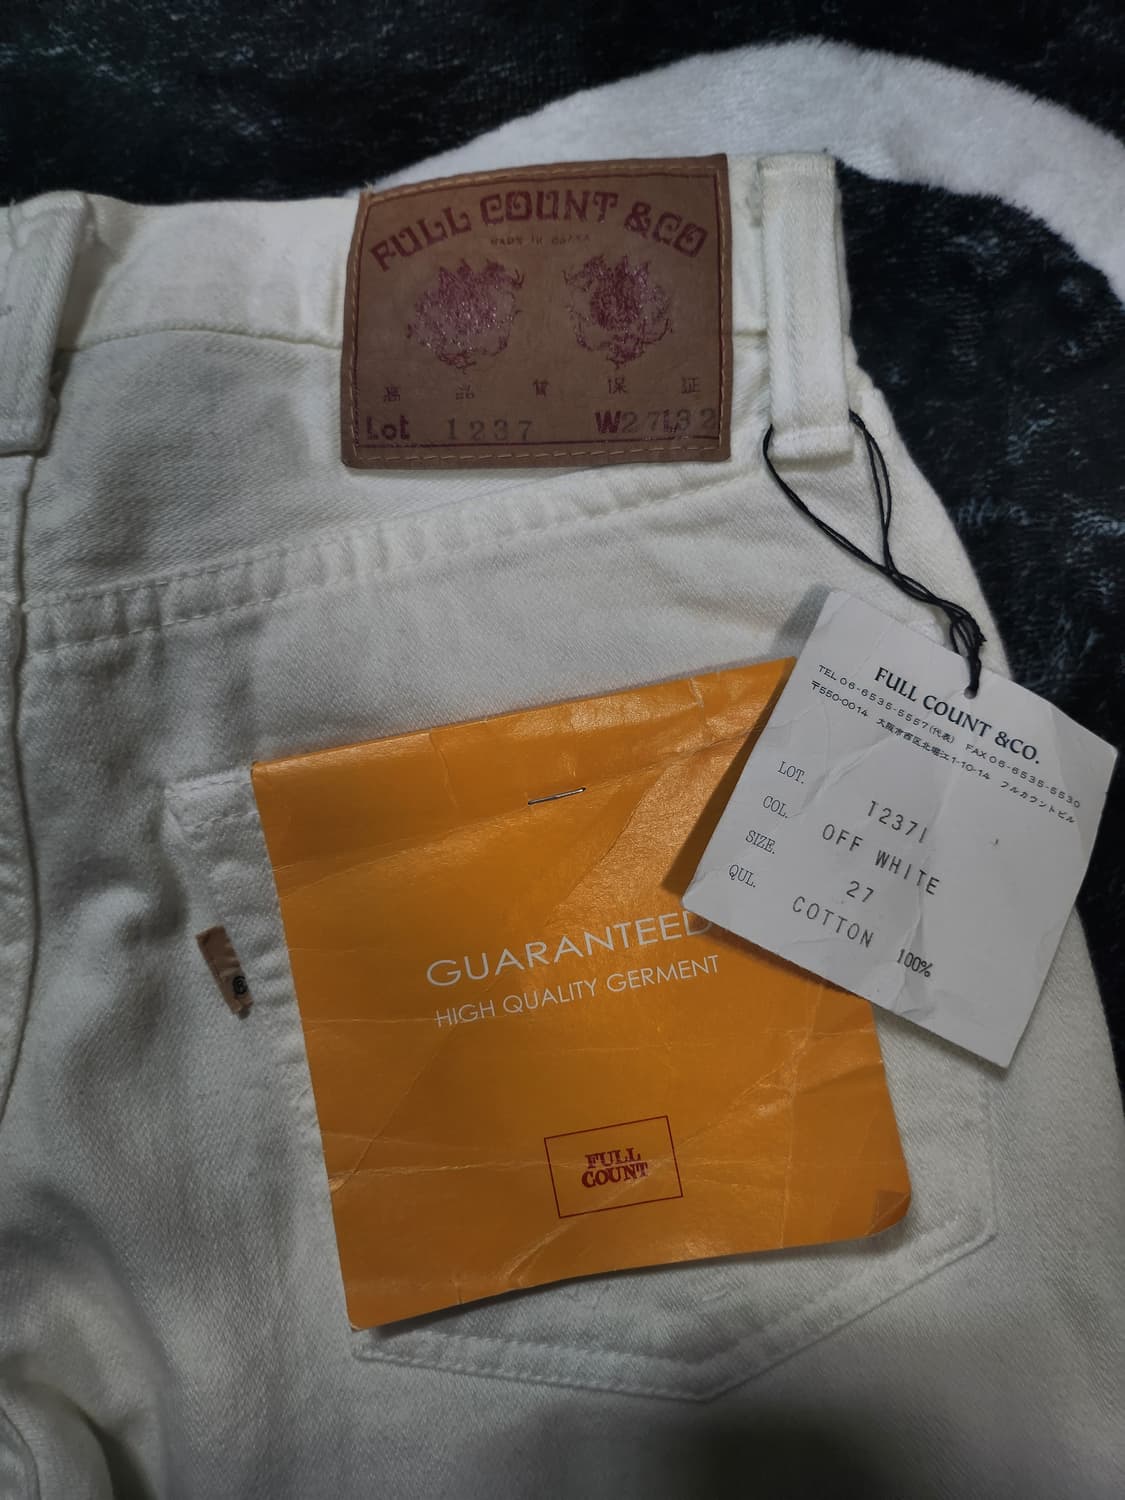 FULL COUNT & CO
MADE IN OSAKA
高品質保証
Lot 1237 W27L32
FULL COUNT & CO.
TEL 06-6535-5557(代表) FAX 06-6535-5530
〒550-0014 大阪市西区北堀江1-10-14 フルカウントビル
LOT. 1237I
COL. OFF WHITE
SIZE. 27
QUL. COTTON 100%
GUARANTEED
HIGH QUALITY GERMENT
FULL
COUNT
®